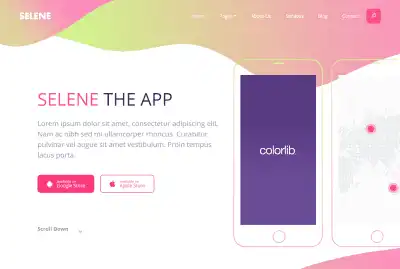 SELENE
Home Pages About Us Services Blog Contact
SELENE THE APP
Lorem ipsum dolor sit amet, consectetur adipiscing elit.
Nam ac nibh sed mi ullamcorper rhoncus. Curabitur
pulvinar vel augue sit amet vestibulum. Proin tempus
lacus porta.
Available on
Google Store
Available on
Apple Store
colorlib.
Scroll Down